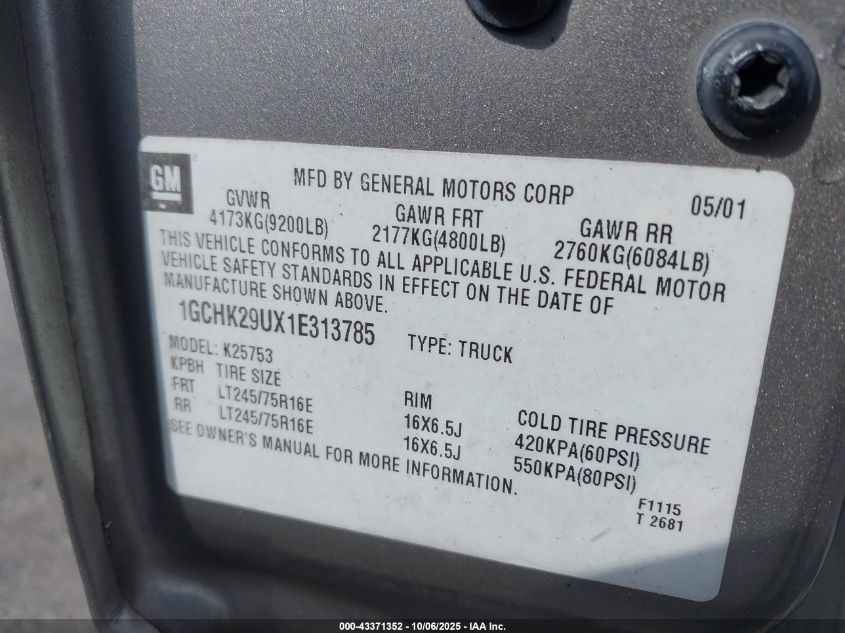 GM
MFD BY GENERAL MOTORS CORP 05/01
GVWR GAWR FRT GAWR RR
4173KG(9200LB) 2177KG(4800LB) 2760KG(6084LB)
THIS VEHICLE CONFORMS TO ALL APPLICABLE U.S. FEDERAL MOTOR
VEHICLE SAFETY STANDARDS IN EFFECT ON THE DATE OF
MANUFACTURE SHOWN ABOVE.
1GCHK29UX1E313785 TYPE: TRUCK
MODEL: K25753
KPBH TIRE SIZE RIM COLD TIRE PRESSURE
FRT LT245/75R16E 16X6.5J 420KPA(60PSI)
RR LT245/75R16E 16X6.5J 550KPA(80PSI)
SEE OWNER'S MANUAL FOR MORE INFORMATION.
F1115
T 2681
000-43371352 - 10/06/2025 - IAA Inc.